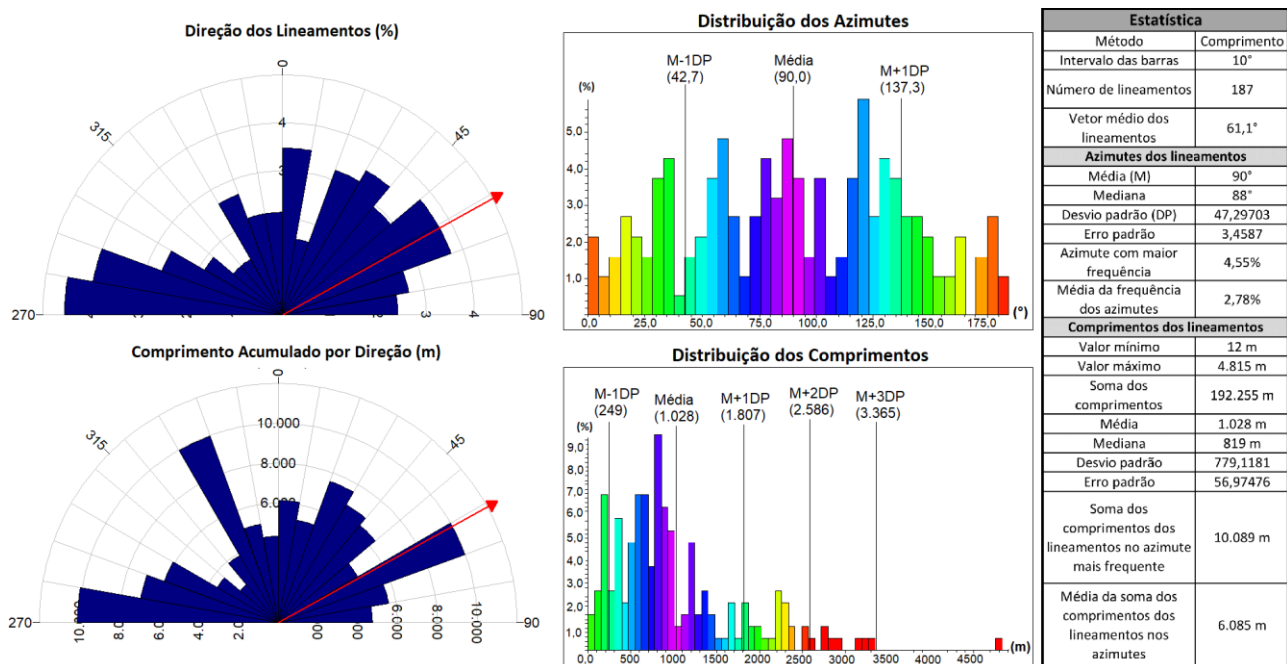 Direção dos Lineamentos (%)
0
315
45
4
3
270
4
3
2
1
1
2
3
4
90
Comprimento Acumulado por Direção (m)
0
315
45
10.000
8.000
6.000
270
10.000
8.0
6.0
4.0
2.0
00
00
6.000
8.000
10.000
90
Distribuição dos Azimutes
M-1DP
(42,7)
Média
(90,0)
M+1DP
(137,3)
(%)
5,0
4,0
3,0
2,0
1,0
0,0
25,0
50,0
75,0
100,0
125,0
150,0
175,0
(°)
Distribuição dos Comprimentos
M-1DP
(249)
Média
(1.028)
M+1DP
(1.807)
M+2DP
(2.586)
M+3DP
(3.365)
(%)
9,0
8,0
7,0
6,0
5,0
4,0
3,0
2,0
1,0
0,0
500
1000
1500
2000
2500
3000
3500
4000
4500
(m)
Estatística
Método Comprimento
Intervalo das barras 10°
Número de lineamentos 187
Vetor médio dos
lineamentos 61,1°
Azimutes dos lineamentos
Média (M) 90°
Mediana 88°
Desvio padrão (DP) 47,29703
Erro padrão 3,4587
Azimute com maior
frequência 4,55%
Média da frequência
dos azimutes 2,78%
Comprimentos dos lineamentos
Valor mínimo 12 m
Valor máximo 4.815 m
Soma dos
comprimentos 192.255 m
Média 1.028 m
Mediana 819 m
Desvio padrão 779,1181
Erro padrão 56,97476
Soma dos
comprimentos dos
lineamentos no azimute
mais frequente 10.089 m
Média da soma dos
comprimentos dos
lineamentos nos
azimutes 6.085 m